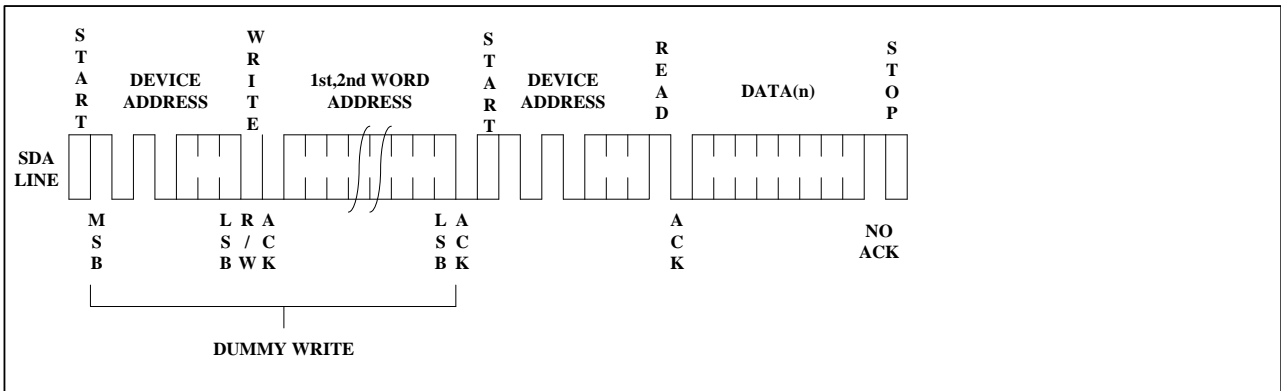 START
WRITE
START
READ
STOP
DEVICE
ADDRESS
1st,2nd WORD
ADDRESS
DEVICE
ADDRESS
DATA(n)
SDA
LINE
MSB
LSB
R/W
ACK
LSB
ACK
ACK
NO
ACK
DUMMY WRITE